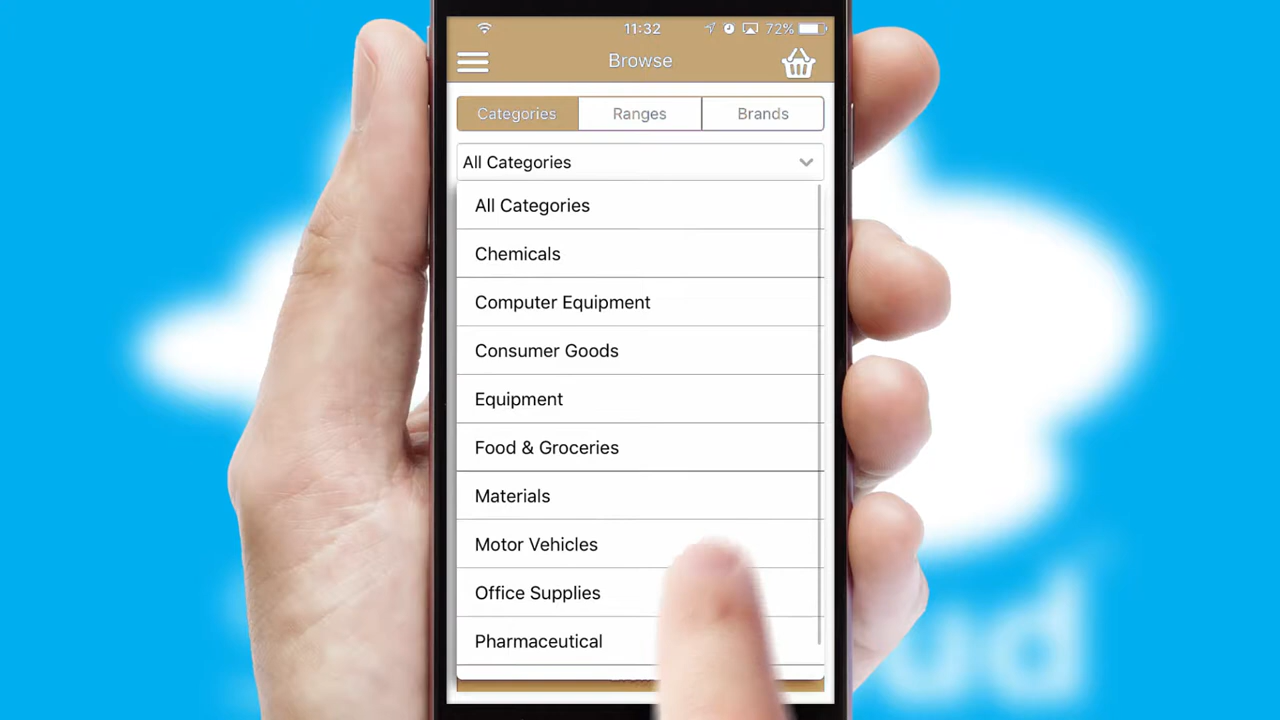 11:32
72%
Browse
Categories
Ranges
Brands
All Categories
All Categories
Chemicals
Computer Equipment
Consumer Goods
Equipment
Food & Groceries
Materials
Motor Vehicles
Office Supplies
Pharmaceutical